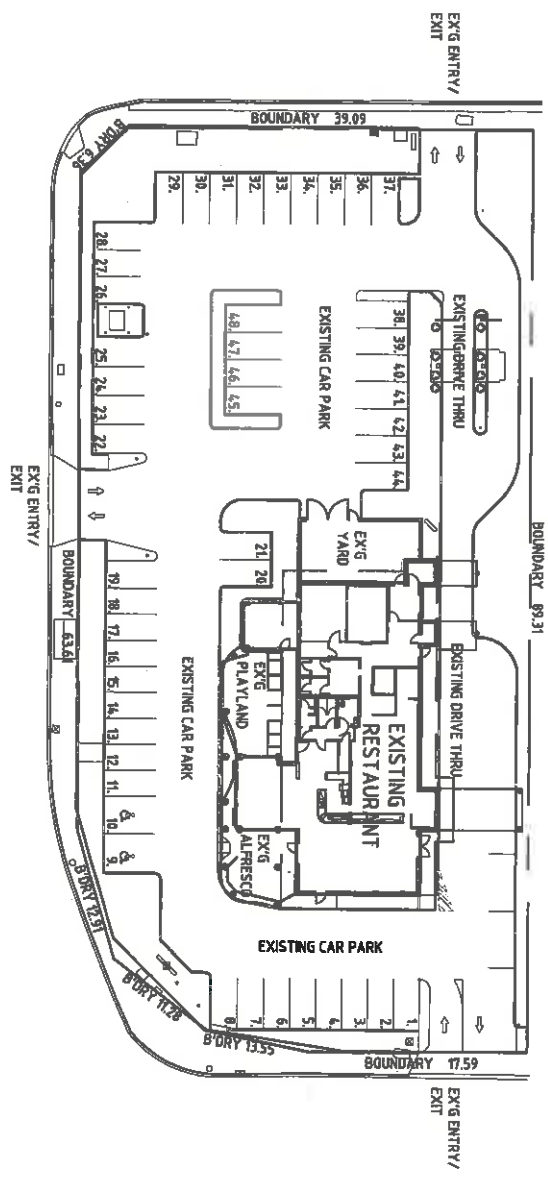 EX'G ENTRY/
EXIT
BOUNDARY 39.09
B'DRY 6.36
29.
30.
31.
32.
33.
34.
35.
36.
37.
28.
27.
26.
25.
24.
23.
22.
48.
47.
46.
45.
EXISTING CAR PARK
38.
39.
40.
41.
42.
43.
44.
EXISTING DRIVE THRU
BOUNDARY 89.31
EX'G ENTRY/
EXIT
BOUNDARY 63.61
21.
20.
EX'G
YARD
19.
18.
17.
16.
15.
14.
13.
12.
11.
10.
9.
EXISTING CAR PARK
EX'G
PLAYLAND
EXISTING
RESTAURANT
EXISTING DRIVE THRU
EX'G
ALFRESCO
B'DRY 12.91
B'DRY 11.28
B'DRY 13.55
EXISTING CAR PARK
8.
7.
6.
5.
4.
3.
2.
1.
BOUNDARY 17.59
EX'G ENTRY/
EXIT